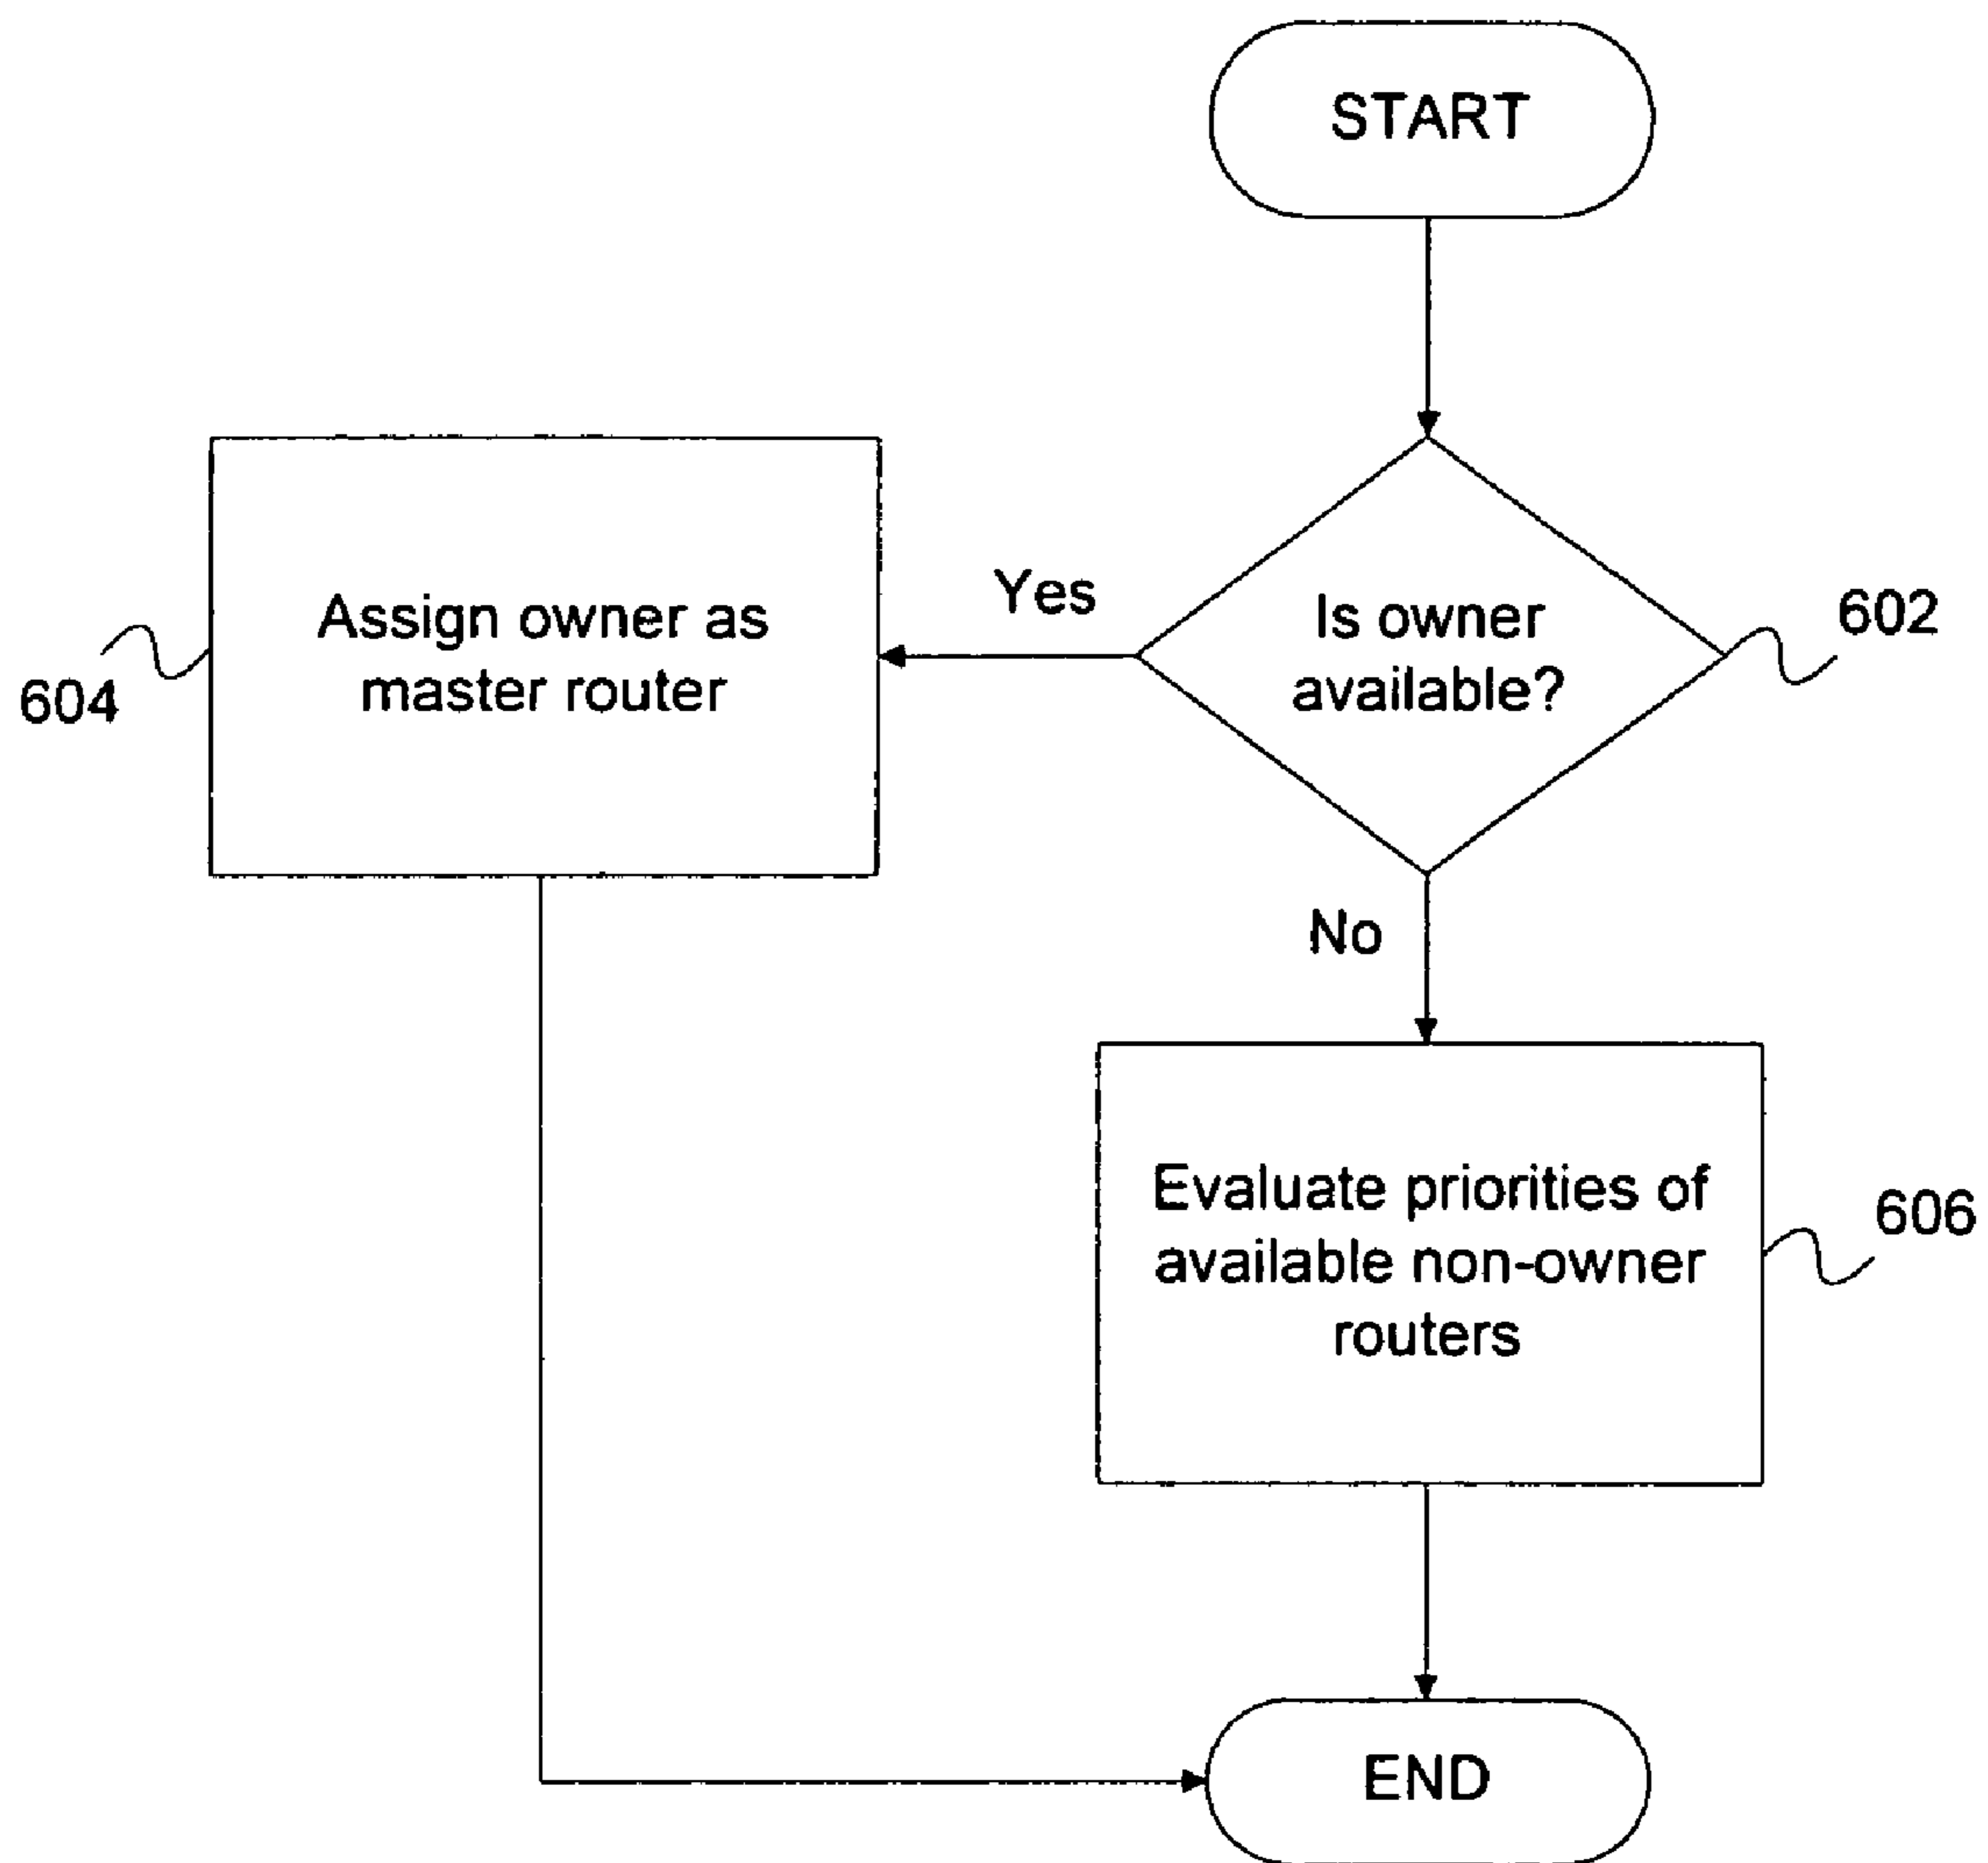 START
Is owner
available?
602
Yes
Assign owner as
master router
604
No
Evaluate priorities of
available non-owner
routers
606
END